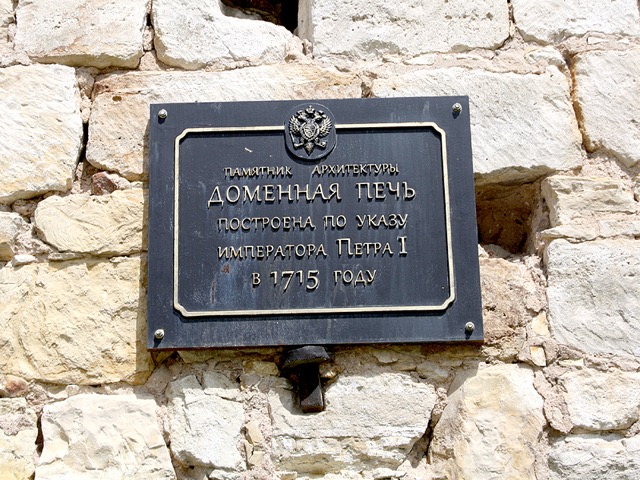 ПАМЯТНИК АРХИТЕКТУРЫ
ДОМЕННАЯ ПЕЧЬ
ПОСТРОЕНА ПО УКАЗУ
ИМПЕРАТОРА ПЕТРА I
В 1715 ГОДУ